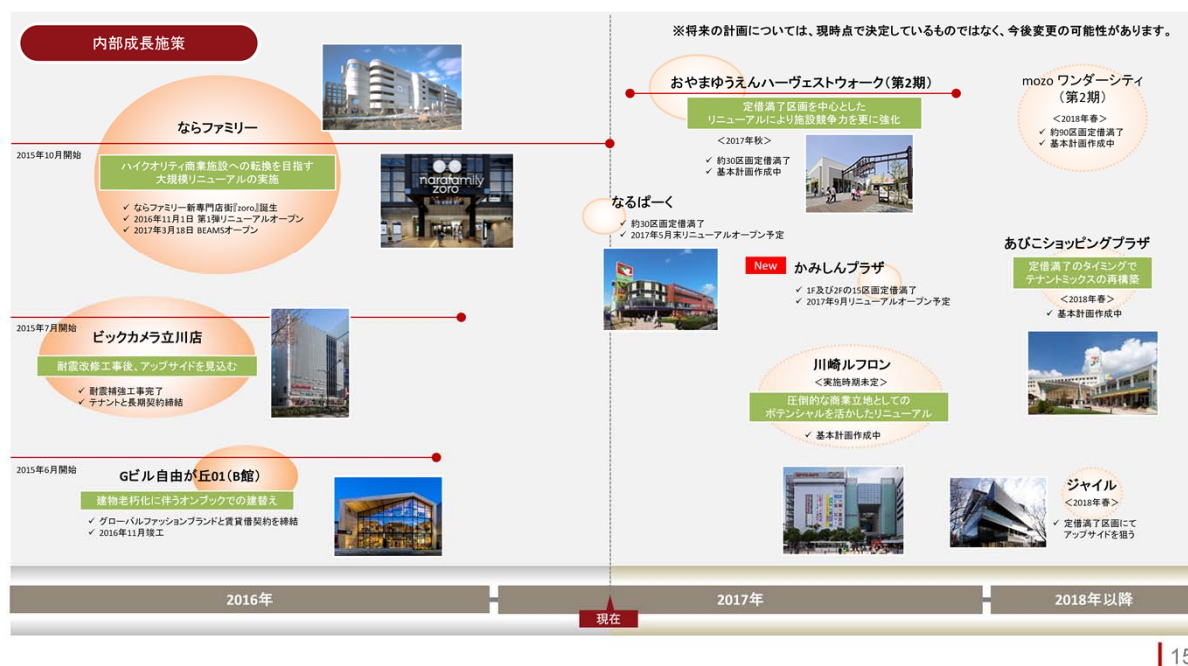 内部成長施策
※将来の計画については、現時点で決定しているものではなく、今後変更の可能性があります。
ならファミリー
2015年10月開始
ハイクオリティ商業施設への転換を目指す
大規模リニューアルの実施
✓ ならファミリー新専門店街『zoro』誕生
✓ 2016年11月1日 第1弾リニューアルオープン
✓ 2017年3月18日 BEAMSオープン
narafamily
zoro
2015年7月開始
ビックカメラ立川店
耐震改修工事後、アップサイドを見込む
✓ 耐震補強工事完了
✓ テナントと長期契約締結
2015年6月開始
Gビル自由が丘01(B館)
建物老朽化に伴うオンブックでの建替え
✓ グローバルファッションブランドと賃貸借契約を締結
✓ 2016年11月竣工
おやまゆうえんハーヴェストウォーク(第2期)
定借満了区画を中心とした
リニューアルにより施設競争力を更に強化
<2017年秋>
✓ 約30区画定借満了
✓ 基本計画作成中
なるぱーく
✓ 約30区画定借満了
✓ 2017年5月末リニューアルオープン予定
New
かみしんプラザ
✓ 1F及び2Fの15区画定借満了
✓ 2017年9月リニューアルオープン予定
川崎ルフロン
<実施時期未定>
圧倒的な商業立地としての
ポテンシャルを活かしたリニューアル
✓ 基本計画作成中
mozo ワンダーシティ
(第2期)
<2018年春>
✓ 約90区画定借満了
✓ 基本計画作成中
あびこショッピングプラザ
定借満了のタイミングで
テナントミックスの再構築
<2018年春>
✓ 基本計画作成中
ジャイル
<2018年春>
✓ 定借満了区画にて
アップサイドを狙う
2016年
2017年
2018年以降
現在
15